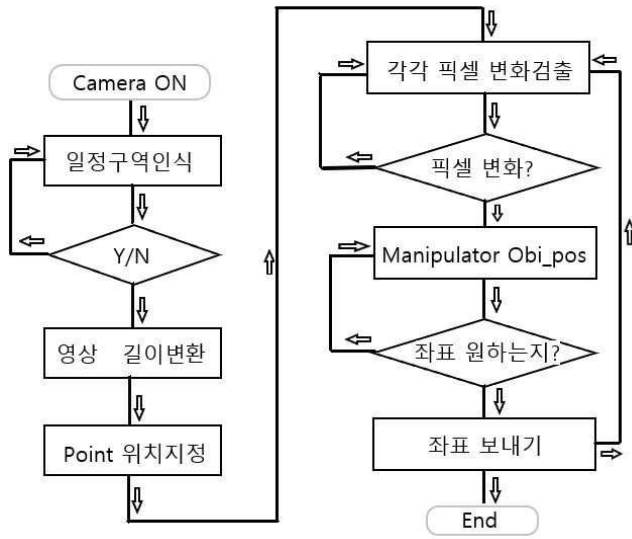 Camera ON
일정구역인식
Y/N
영상 길이변환
Point 위치지정
각각 픽셀 변화검출
픽셀 변화?
Manipulator Obi_pos
좌표 원하는지?
좌표 보내기
End